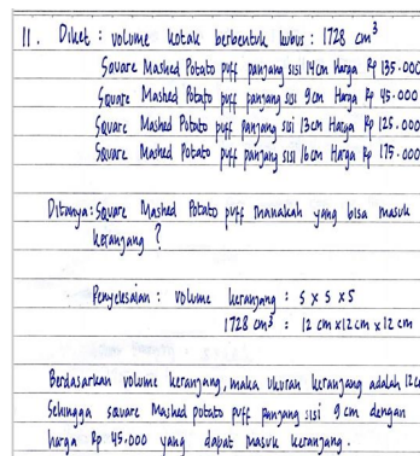 11. Diket : volume kotak berbentuk kubus : 1728 cm³
Square Mashed Potato puff panjang sisi 14 cm Harga Rp 135.000
Square Mashed Potato puff panjang sisi 9 cm Harga Rp 45.000
Square Mashed Potato puff panjang sisi 13 cm Harga Rp 125.000
Square Mashed Potato puff panjang sisi 16 cm Harga Rp 175.000
Ditanya : Square Mashed Potato puff manakah yang bisa masuk
keranjang ?
Penyelesaian : volume keranjang : s x s x s
1728 cm³ : 12 cm x 12 cm x 12 cm
Berdasarkan volume keranjang, maka ukuran keranjang adalah 12 c
Sehingga square Mashed potato puff panjang sisi 9 cm dengan
harga Rp 45.000 yang dapat masuk keranjang.